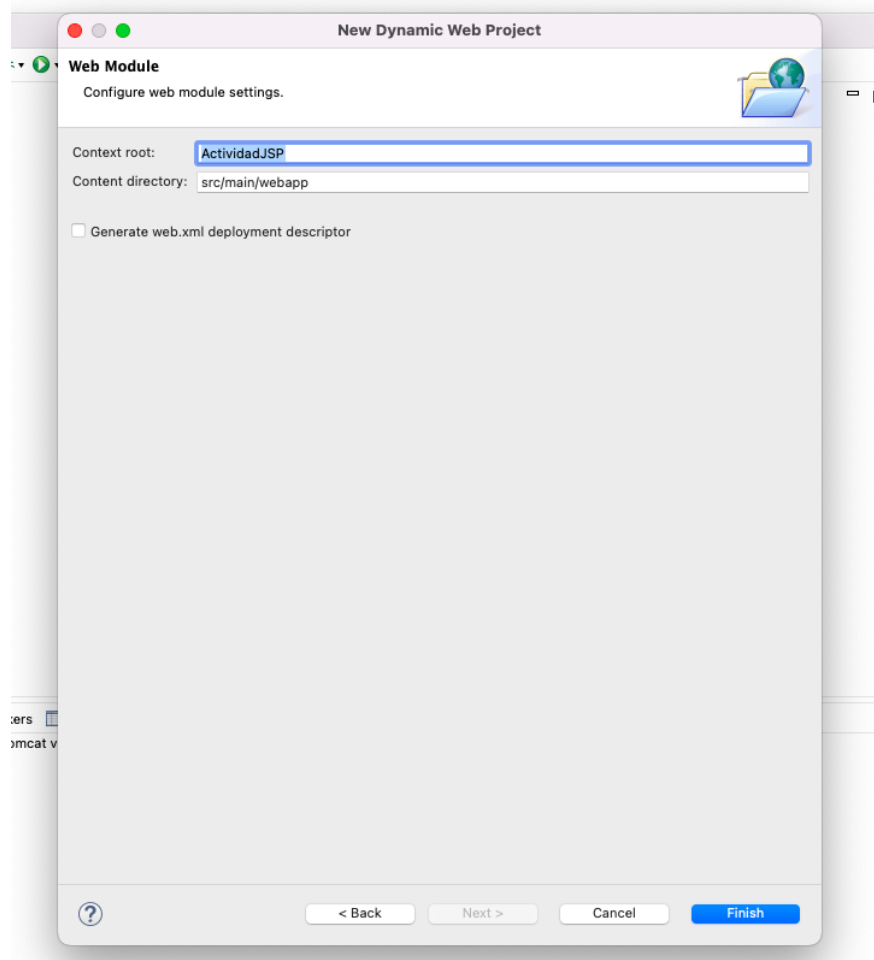 New Dynamic Web Project
Web Module
Configure web module settings.
Context root: ActividadJSP
Content directory: src/main/webapp
Generate web.xml deployment descriptor
kers
omcat v
?
< Back Next > Cancel Finish